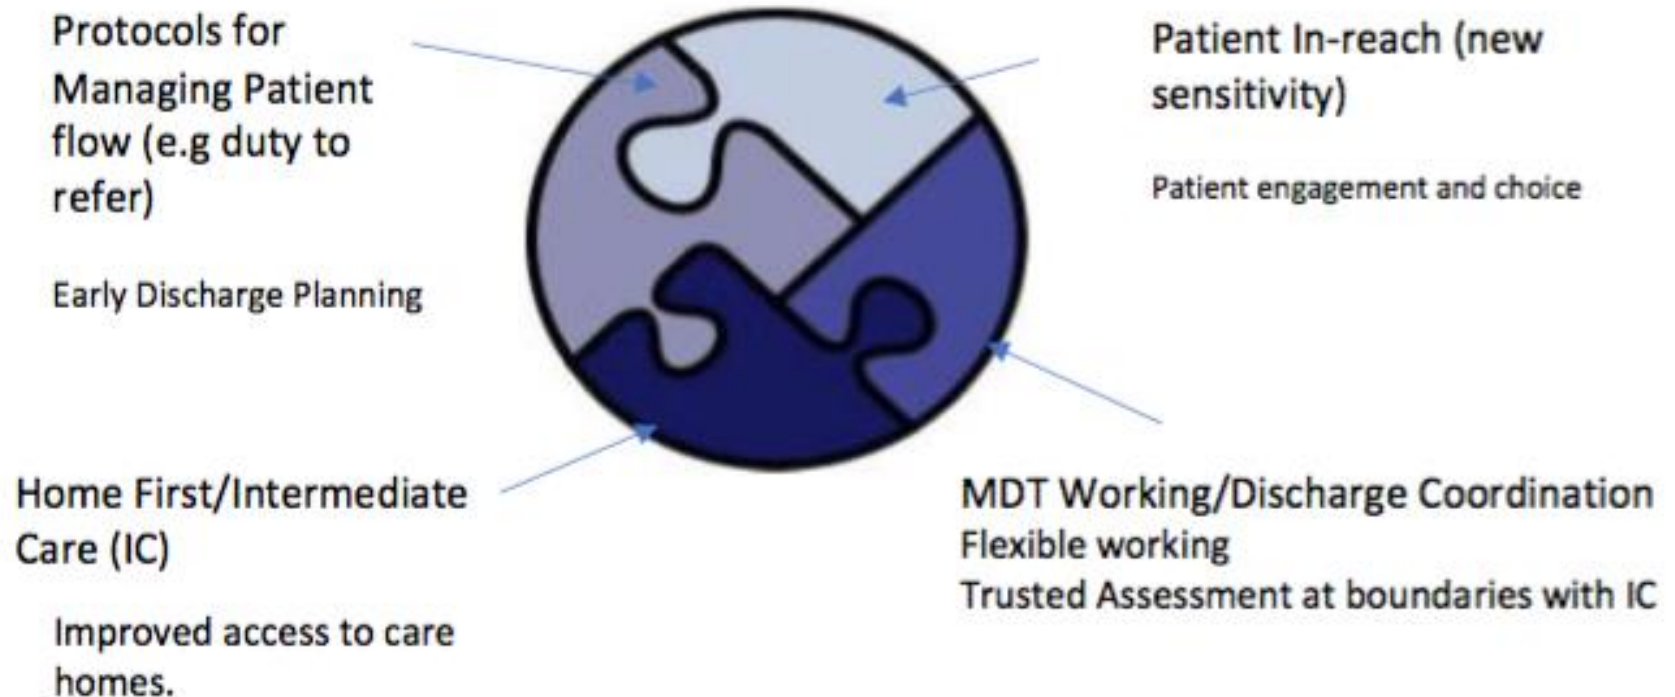 Protocols for
Managing Patient
flow (e.g duty to
refer)
Early Discharge Planning
Patient In-reach (new
sensitivity)
Patient engagement and choice
Home First/Intermediate
Care (IC)
Improved access to care
homes.
MDT Working/Discharge Coordination
Flexible working
Trusted Assessment at boundaries with IC